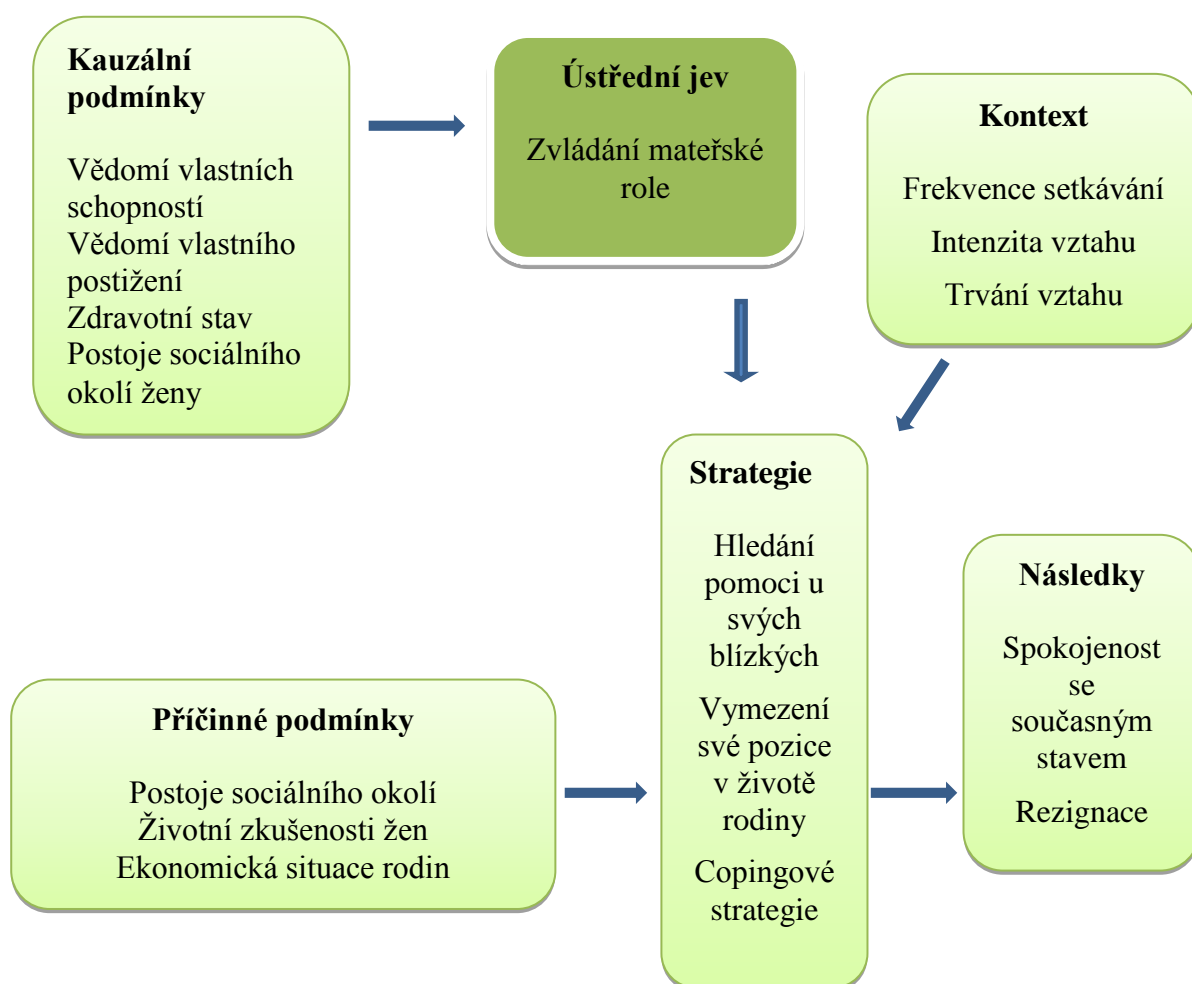 Kauzální
podmínky
Vědomí vlastních
schopností
Vědomí vlastního
postižení
Zdravotní stav
Postoje sociálního
okolí ženy
Ústřední jev
Zvládání mateřské
role
Kontext
Frekvence setkávání
Intenzita vztahu
Trvání vztahu
Příčinné podmínky
Postoje sociálního okolí
Životní zkušenosti žen
Ekonomická situace rodin
Strategie
Hledání
pomoci u
svých
blízkých
Vymezení
své pozice
v životě
rodiny
Copingové
strategie
Následky
Spokojenost
se
současným
stavem
Rezignace